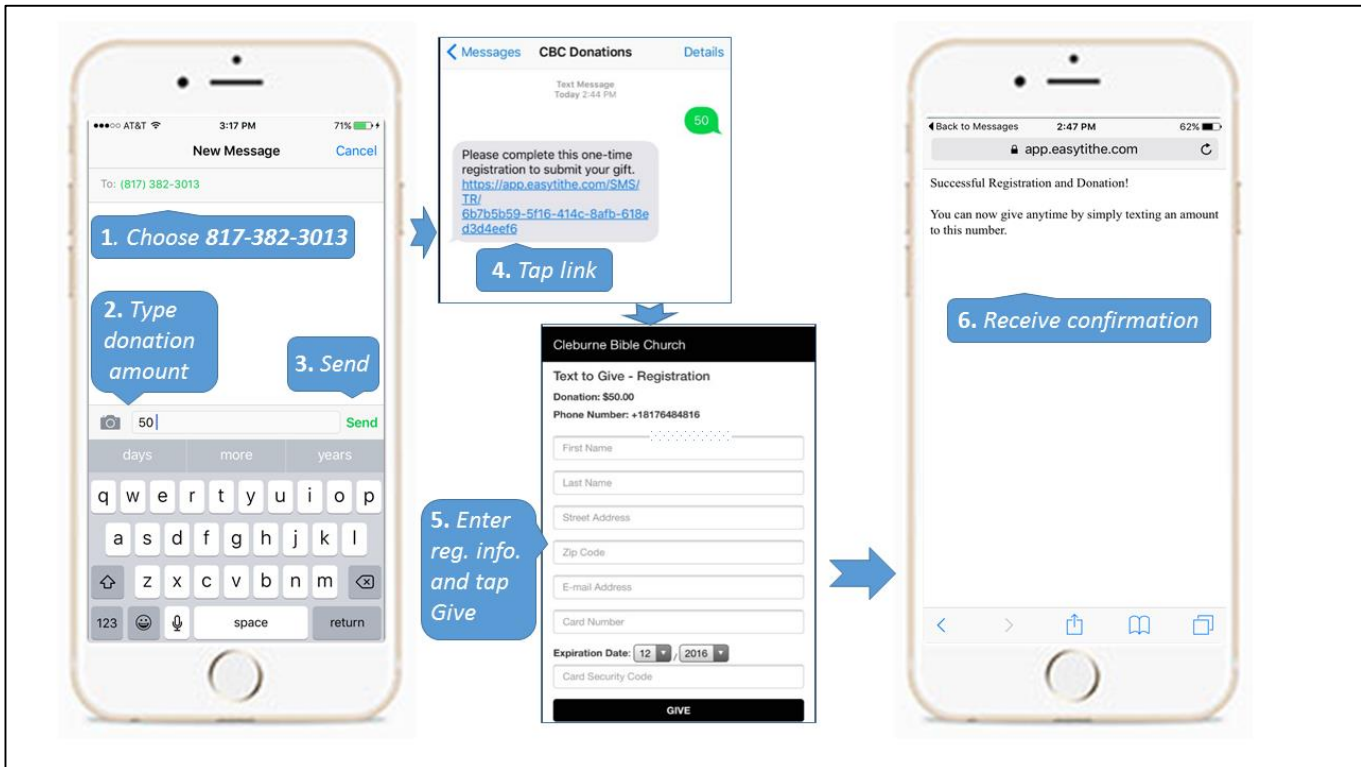 AT&T 3:17 PM 71%
New Message Cancel
To: (817) 382-3013
1. Choose 817-382-3013
2. Type
donation
amount
3. Send
50 Send
days more years
q w e r t y u i o p
a s d f g h j k l
z x c v b n m
123 space return
Messages CBC Donations Details
Text Message
Today 2:44 PM
50
Please complete this one-time
registration to submit your gift.
https://app.easytithe.com/SMS/
TR/
6b7b5b59-5f16-414c-8afb-618e
d3d4eef6
4. Tap link
Cleburne Bible Church
Text to Give - Registration
Donation: $50.00
Phone Number: +18176484816
First Name
Last Name
Street Address
Zip Code
E-mail Address
Card Number
Expiration Date: 12 / 2016
Card Security Code
GIVE
5. Enter
reg. info.
and tap
Give
Back to Messages 2:47 PM 62%
app.easytithe.com
Successful Registration and Donation!
You can now give anytime by simply texting an amount
to this number.
6. Receive confirmation